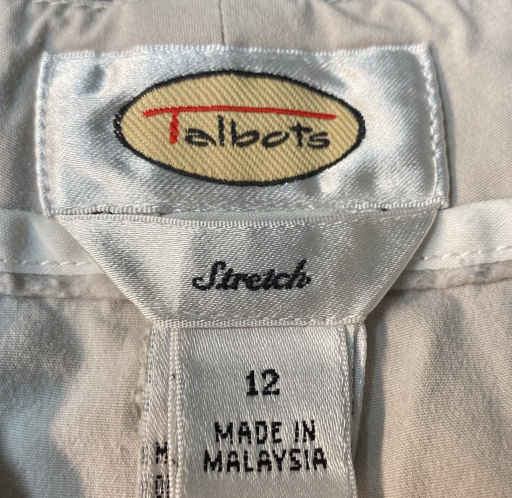 Talbots
Stretch
12
MADE IN
MALAYSIA